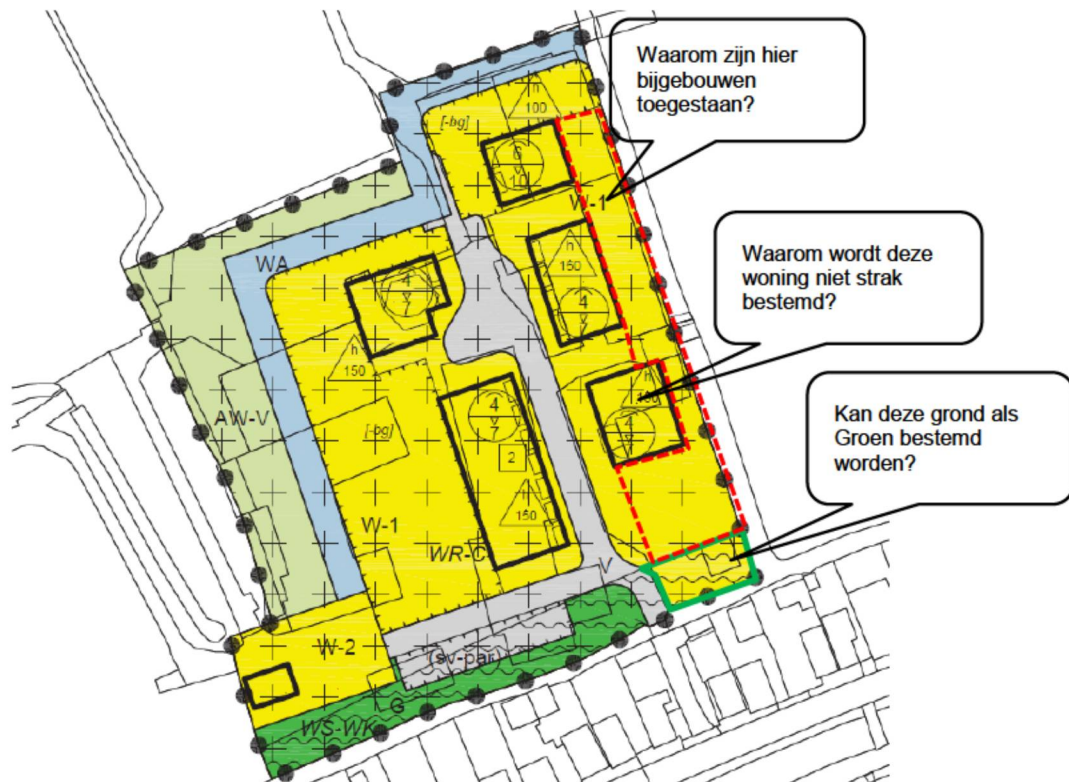 Waarom zijn hier
bijgebouwen
toegestaan?
h
100
[-bg]
6
10
W-1
Waarom wordt deze
woning niet strak
bestemd?
h
150
4
7
WA
4
7
h
150
h
4
Kan deze grond als
Groen bestemd
worden?
AW-V
4
7
[-bg]
2
h
150
W-1
WR-C
V
W-2
(sv-par)
G
WS-WK